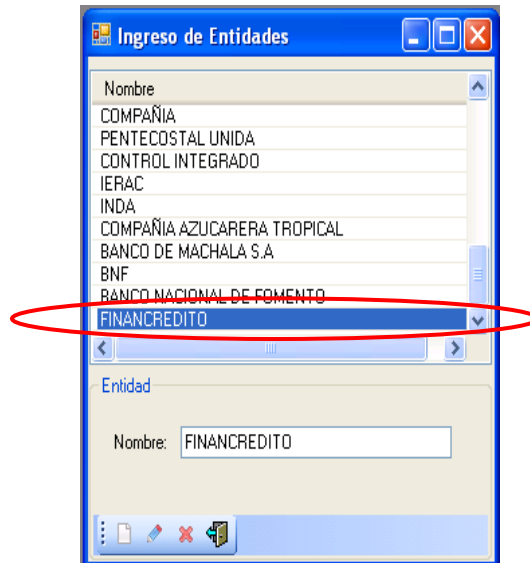 Ingreso de Entidades
Nombre
COMPAÑIA
PENTECOSTAL UNIDA
CONTROL INTEGRADO
IERAC
INDA
COMPAÑIA AZUCARERA TROPICAL
BANCO DE MACHALA S.A
BNF
BANCO NACIONAL DE FOMENTO
FINANCREDITO
Entidad
Nombre: FINANCREDITO